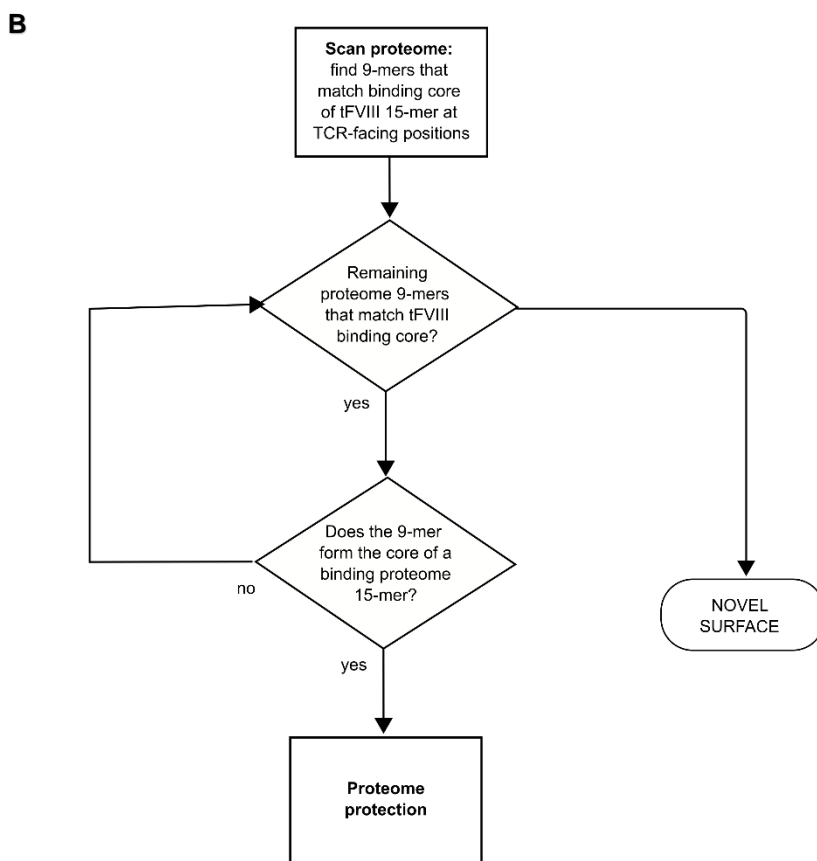 B
Scan proteome:
find 9-mers that
match binding core
of tFVIII 15-mer at
TCR-facing positions
Remaining
proteome 9-mers
that match tFVIII
binding core?
yes
Does the 9-mer
form the core of a
binding proteome
15-mer?
no
NOVEL
SURFACE
yes
Proteome
protection